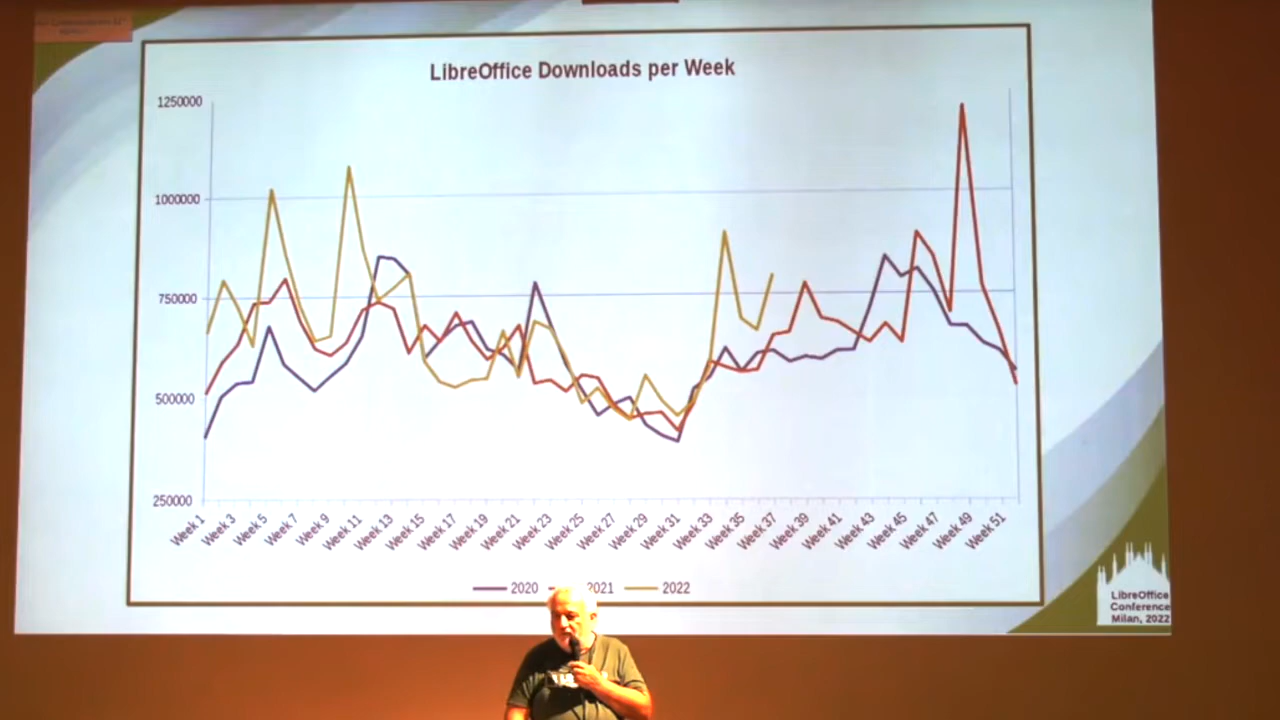 LibreOffice Downloads per Week
1250000
1000000
750000
500000
250000
Week 1 Week 3 Week 5 Week 7 Week 9 Week 11 Week 13 Week 15 Week 17 Week 19 Week 21 Week 23 Week 25 Week 27 Week 29 Week 31 Week 33 Week 35 Week 37 Week 39 Week 41 Week 43 Week 45 Week 47 Week 49 Week 51
2020 2021 2022
LibreOffice
Conference
Milan, 2022